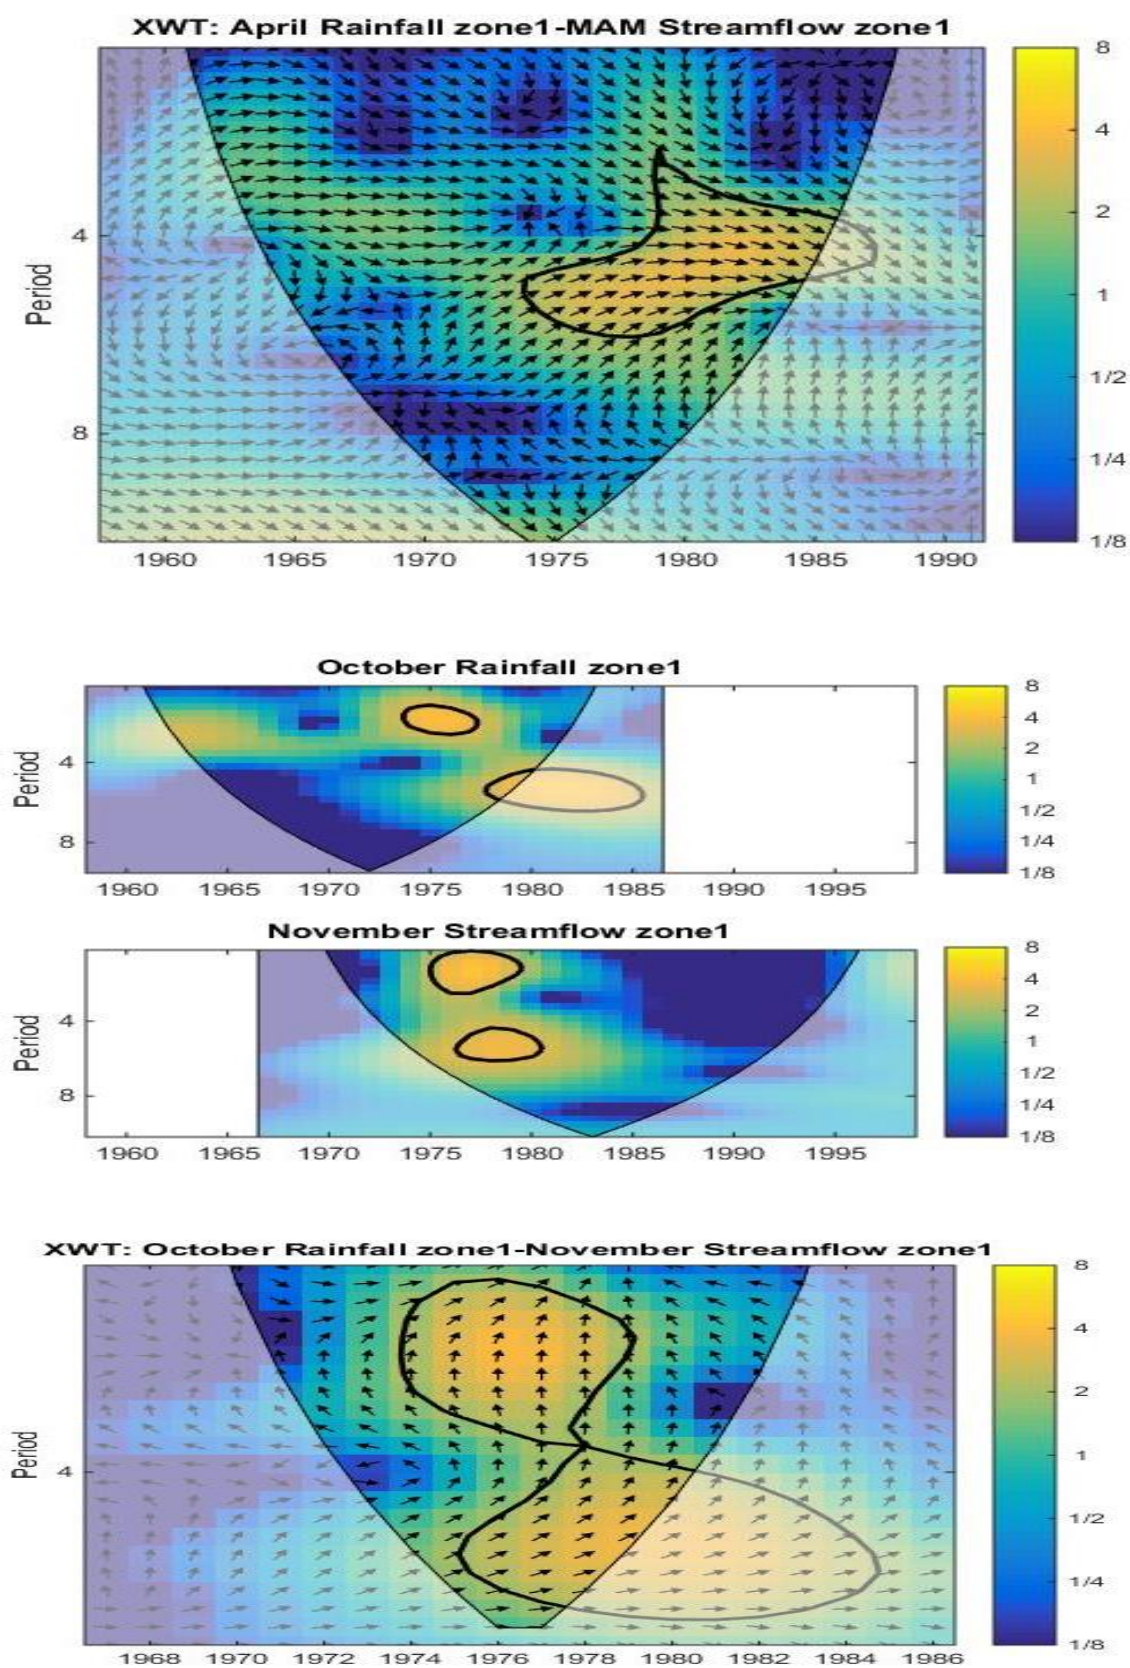 XWT: April Rainfall zone1-MAM Streamflow zone1
8
4
2
4
1
Period
1/2
8
1/4
1/8
1960 1965 1970 1975 1980 1985 1990
October Rainfall zone1
8
4
2
4
1
Period
1/2
8
1/4
1/8
1960 1965 1970 1975 1980 1985 1990 1995
November Streamflow zone1
8
4
2
4
1
Period
1/2
8
1/4
1/8
1960 1965 1970 1975 1980 1985 1990 1995
XWT: October Rainfall zone1-November Streamflow zone1
8
4
2
Period
4
1
1/2
1/4
1/8
1968 1970 1972 1974 1976 1978 1980 1982 1984 1986